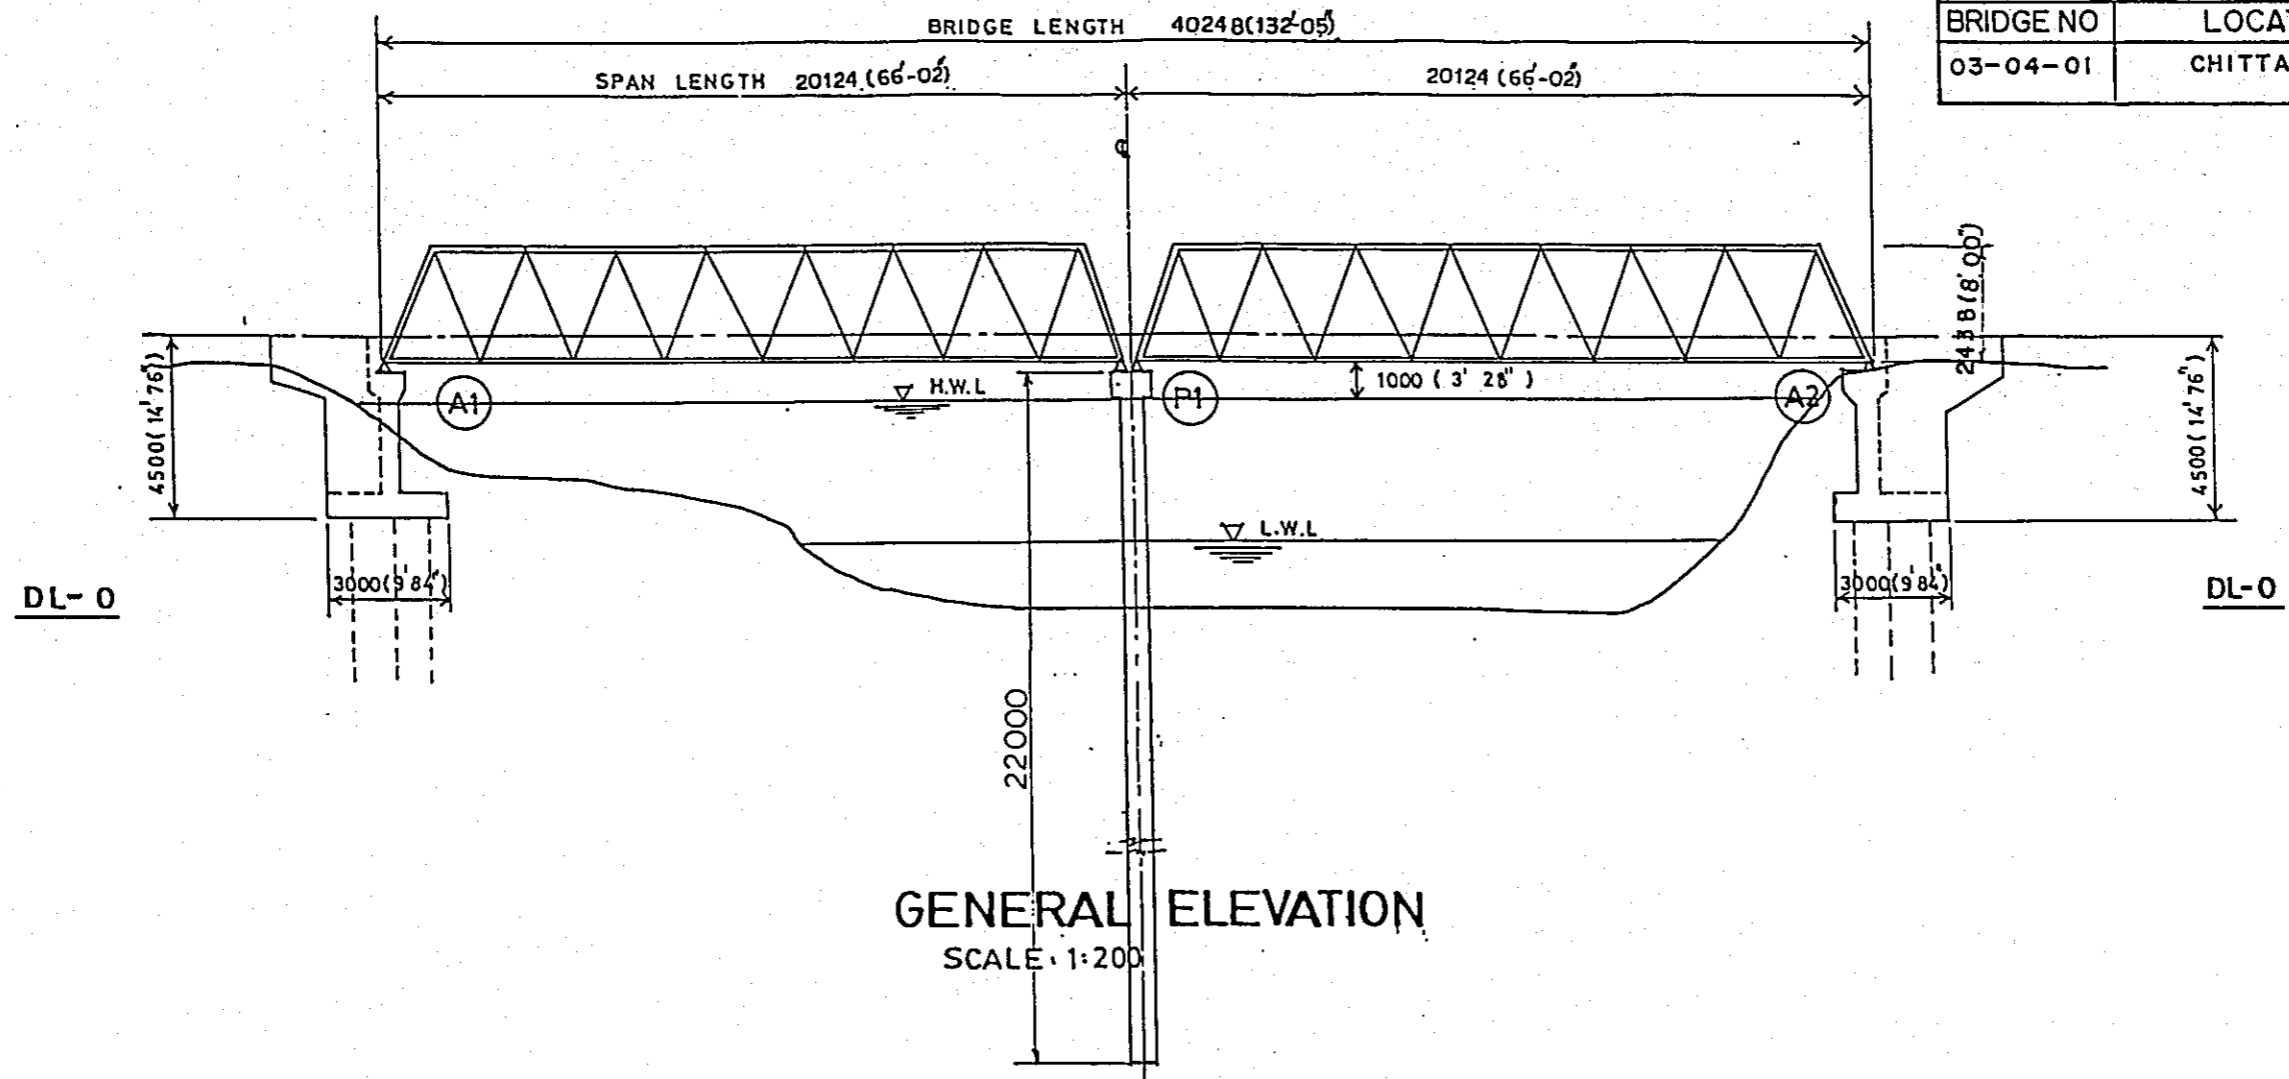 BRIDGE LENGTH 40248(132'-05")
BRIDGE NO LOCAT
SPAN LENGTH 20124 (66'-02") 20124 (66'-02")
03-04-01 CHITTA
2438(8' 00")
4500(14' 76")
A1
H.W.L
P1
1000 ( 3' 28" )
A2
4500(14' 76")
L.W.L
DL-0
3000(9' 84")
3000(9' 84")
DL-0
22000
GENERAL ELEVATION
SCALE : 1:200